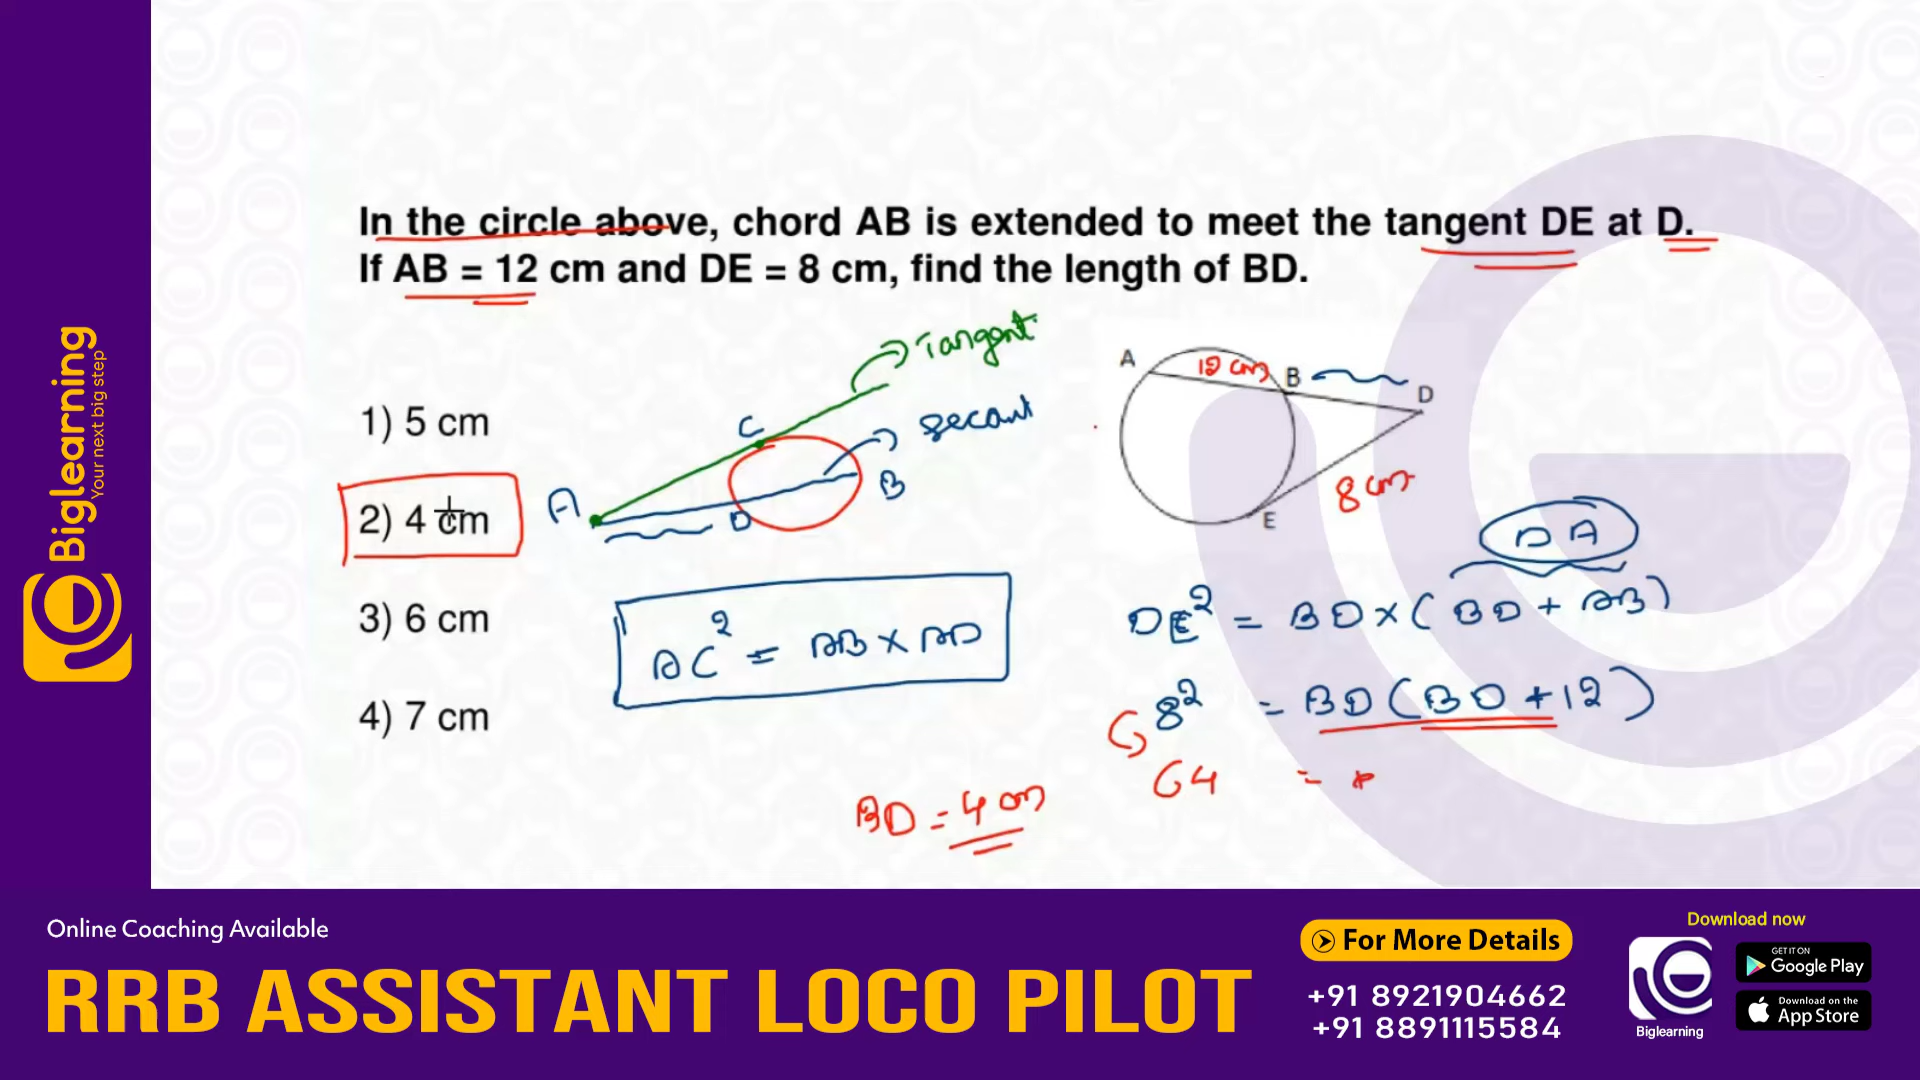 In the circle above, chord AB is extended to meet the tangent DE at D.
If AB = 12 cm and DE = 8 cm, find the length of BD.
Tangent
secant
C
A
D
B
1) 5 cm
2) 4 cm
3) 6 cm
4) 7 cm
A
12 cm
B
D
8 cm
E
DA
AC² = AB × AD
DE² = BD × (BD + AB)
8² = BD (BD + 12)
64 =
BD = 4 cm
Biglearning
Your next big step
Online Coaching Available
RRB ASSISTANT LOCO PILOT
For More Details
+91 8921904662
+91 8891115584
Download now
Biglearning
GET IT ON
Google Play
Download on the
App Store